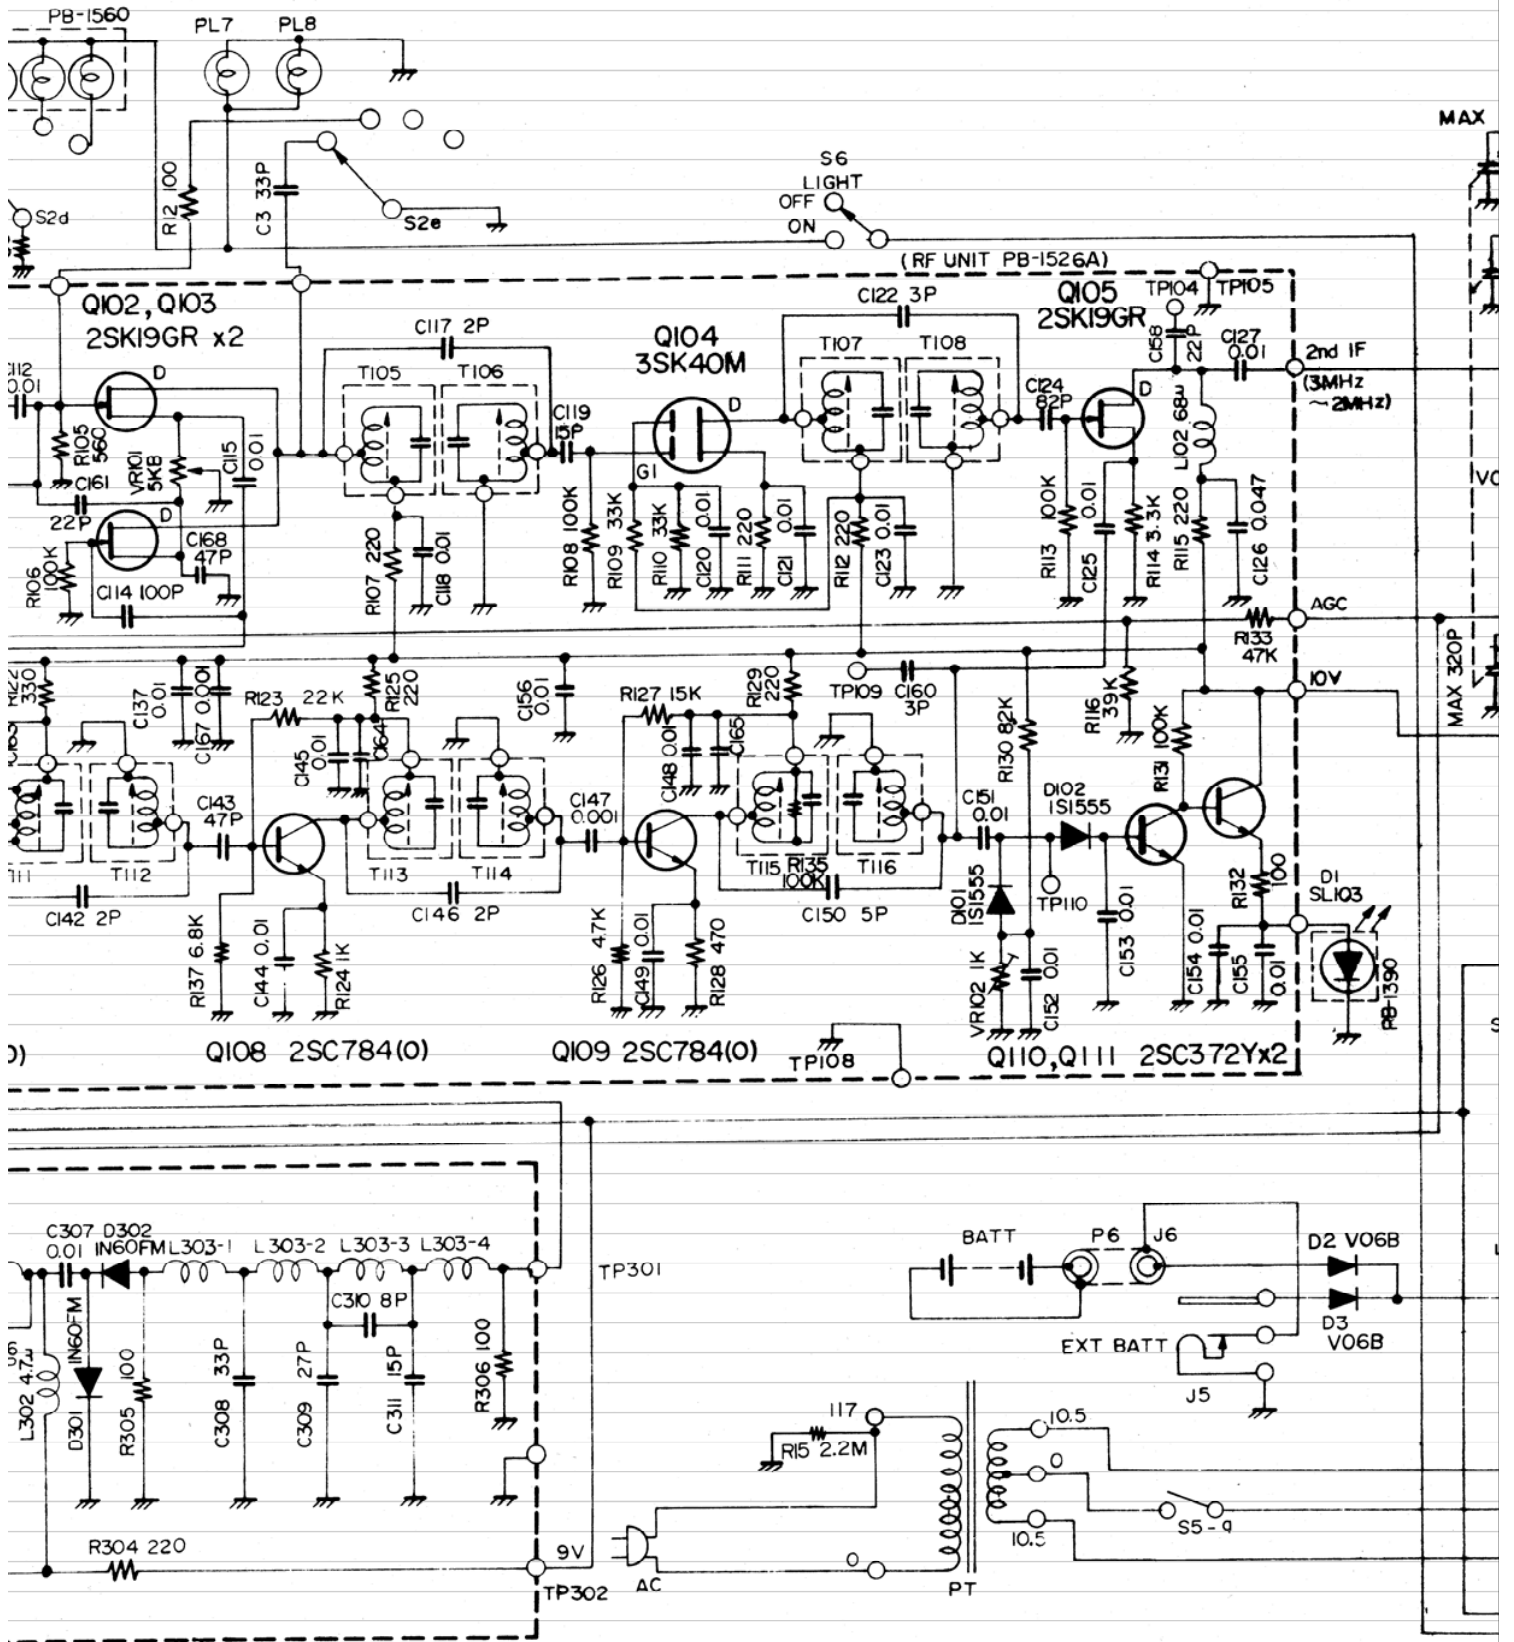 PB-1560
PL7
PL8
MAX
R12 100
C3 33P
S2d
S2e
S6
LIGHT
OFF
ON
(RF UNIT PB-1526A)
Q102, Q103
2SK19GR x2
C117 2P
T105
T106
Q104
3SK40M
C122 3P
T107
T108
Q105
2SK19GR
TP104
TP105
C158
22P
C127
0.01
2nd IF
(3MHz
~2MHz)
0.01
D
R105
560
VR101
5KB
C115
0.01
C161
22P
D
C168
47P
R106
100K
C114 100P
C119
15P
G1
D
C124
82P
D
L102 68u
R107 220
C118 0.01
R108 100K
R109 33K
R110 33K
C120 0.01
R111 220
C121 0.01
R112 220
C123 0.01
R113 100K
C125 0.01
R114 3.3K
R115 220
C126 0.047
AGC
R133
47K
10V
MAX 320P
330
C137
0.01
C167 0.001
R123 22K
R125
220
C145
0.01
C164
C156
0.01
R127 15K
R129
220
C148 0.01
C165
TP109
C160
3P
R130 82K
R116
39K
R131 100K
C143
47P
C147
0.001
C151
0.01
D102
1S1555
T112
T113
T114
T115
R135
100K
T116
C142 2P
C146 2P
C150 5P
D101
1S1555
TP110
R132
100
D1
SL103
R137 6.8K
C144 0.01
R124 1K
R126 4.7K
C149 0.01
R128 470
VR102 1K
C152 0.01
C153 0.01
C154 0.01
C155
0.01
PB-1390
Q108 2SC784(O)
Q109 2SC784(O)
TP108
Q110,Q111 2SC372Yx2
C307
0.01
D302
IN60FM
L303-1
L303-2
L303-3
L303-4
TP301
C310 8P
IN60FM
D301
L302 4.7u
R305 100
C308 33P
C309 27P
C311 15P
R306 100
R304 220
9V
TP302
BATT
P6
J6
D2 V06B
D3
V06B
EXT BATT
J5
117
R15 2.2M
AC
0
PT
10.5
0
10.5
S5-a